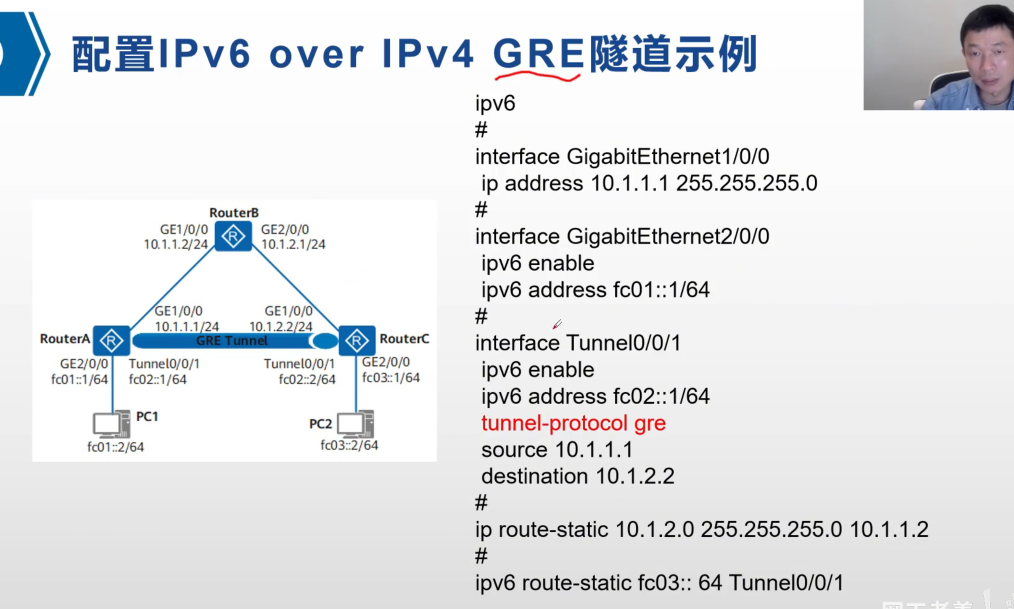 配置IPv6 over IPv4 GRE隧道示例
ipv6
#
interface GigabitEthernet1/0/0
ip address 10.1.1.1 255.255.255.0
#
interface GigabitEthernet2/0/0
ipv6 enable
ipv6 address fc01::1/64
#
interface Tunnel0/0/1
ipv6 enable
ipv6 address fc02::1/64
tunnel-protocol gre
source 10.1.1.1
destination 10.1.2.2
#
ip route-static 10.1.2.0 255.255.255.0 10.1.1.2
#
ipv6 route-static fc03:: 64 Tunnel0/0/1
RouterB
GE1/0/0
10.1.1.2/24
GE2/0/0
10.1.2.1/24
GE1/0/0
10.1.1.1/24
GE1/0/0
10.1.2.2/24
RouterA
GRE Tunnel
RouterC
GE2/0/0
fc01::1/64
Tunnel0/0/1
fc02::1/64
Tunnel0/0/1
fc02::2/64
GE2/0/0
fc03::1/64
PC1
fc01::2/64
PC2
fc03::2/64